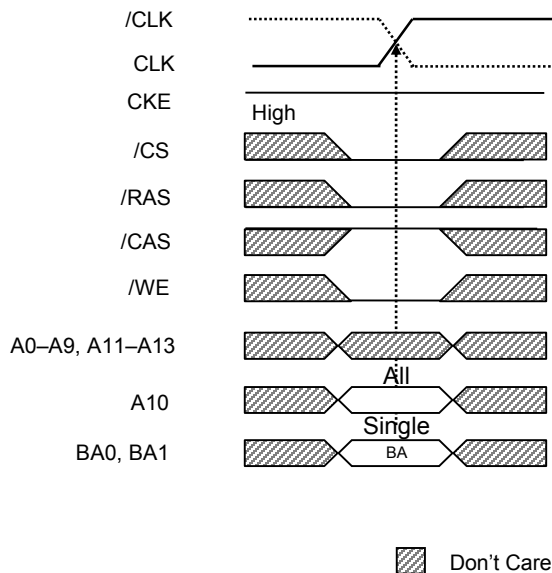 /CLK
CLK
CKE
High
/CS
/RAS
/CAS
/WE
A0–A9, A11–A13
All
A10
Single
BA0, BA1
BA
Don't Care